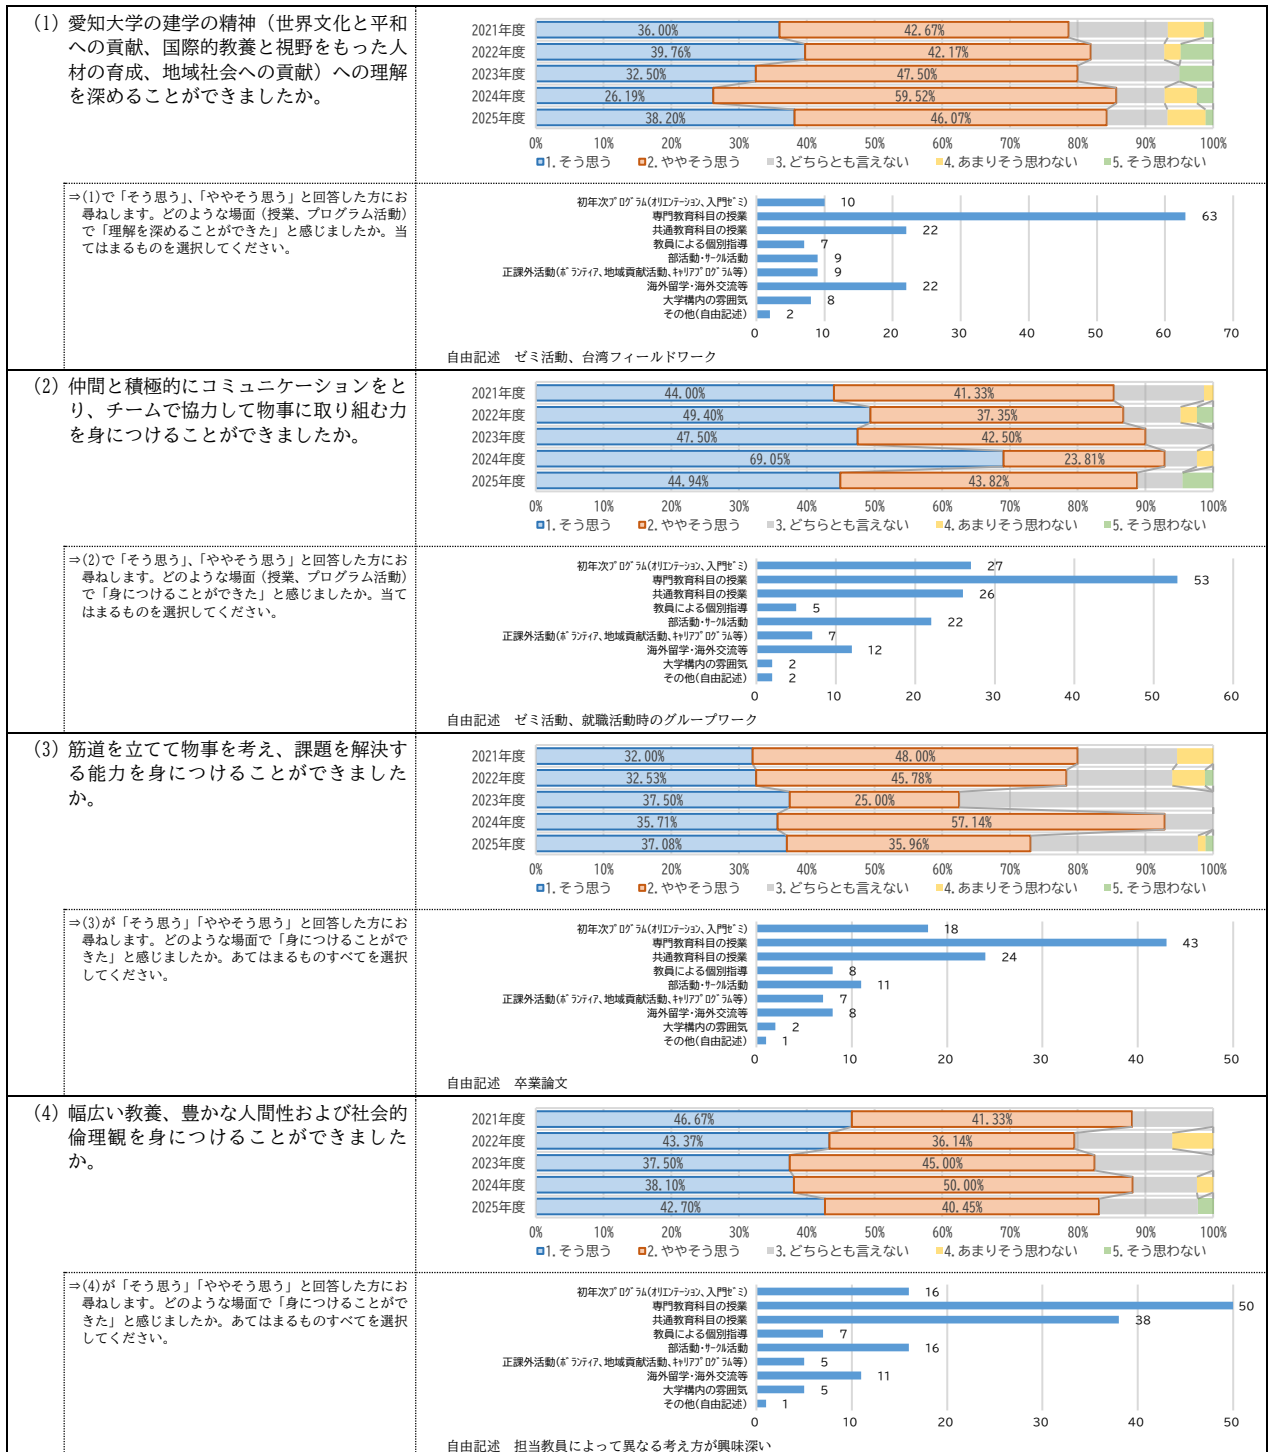 (1) 愛知大学の建学の精神（世界文化と平和
への貢献、国際的教養と視野をもった人
材の育成、地域社会への貢献）への理解
を深めることができましたか。
2021年度 36.00% 42.67%
2022年度 39.76% 42.17%
2023年度 32.50% 47.50%
2024年度 26.19% 59.52%
2025年度 38.20% 46.07%
0% 10% 20% 30% 40% 50% 60% 70% 80% 90% 100%
1.そう思う 2.ややそう思う 3.どちらとも言えない 4.あまりそう思わない 5.そう思わない
⇒(1)で「そう思う」、「ややそう思う」と回答した方にお
尋ねします。どのような場面（授業、プログラム活動）
で「理解を深めることができた」と感じましたか。当
てはまるものを選択してください。
初年次ﾌﾟﾛｸﾞﾗﾑ(ｵﾘｴﾝﾃｰｼｮﾝ、入門ｾﾞﾐ) 10
専門教育科目の授業 63
共通教育科目の授業 22
教員による個別指導 7
部活動・ｻｰｸﾙ活動 9
正課外活動(ﾎﾞﾗﾝﾃｨｱ、地域貢献活動、ｷｬﾘｱﾌﾟﾛｸﾞﾗﾑ等) 9
海外留学・海外交流等 22
大学構内の雰囲気 8
その他(自由記述) 2
0 10 20 30 40 50 60 70
自由記述 ゼミ活動、台湾フィールドワーク
(2) 仲間と積極的にコミュニケーションをと
り、チームで協力して物事に取り組む力
を身につけることができましたか。
2021年度 44.00% 41.33%
2022年度 49.40% 37.35%
2023年度 47.50% 42.50%
2024年度 69.05% 23.81%
2025年度 44.94% 43.82%
0% 10% 20% 30% 40% 50% 60% 70% 80% 90% 100%
1.そう思う 2.ややそう思う 3.どちらとも言えない 4.あまりそう思わない 5.そう思わない
⇒(2)で「そう思う」、「ややそう思う」と回答した方にお
尋ねします。どのような場面（授業、プログラム活動）
で「身につけることができた」と感じましたか。当て
はまるものを選択してください。
初年次ﾌﾟﾛｸﾞﾗﾑ(ｵﾘｴﾝﾃｰｼｮﾝ、入門ｾﾞﾐ) 27
専門教育科目の授業 53
共通教育科目の授業 26
教員による個別指導 5
部活動・ｻｰｸﾙ活動 22
正課外活動(ﾎﾞﾗﾝﾃｨｱ、地域貢献活動、ｷｬﾘｱﾌﾟﾛｸﾞﾗﾑ等) 7
海外留学・海外交流等 12
大学構内の雰囲気 2
その他(自由記述) 2
0 10 20 30 40 50 60
自由記述 ゼミ活動、就職活動時のグループワーク
(3) 筋道を立てて物事を考え、課題を解決す
る能力を身につけることができました
か。
2021年度 32.00% 48.00%
2022年度 32.53% 45.78%
2023年度 37.50% 25.00%
2024年度 35.71% 57.14%
2025年度 37.08% 35.96%
0% 10% 20% 30% 40% 50% 60% 70% 80% 90% 100%
1.そう思う 2.ややそう思う 3.どちらとも言えない 4.あまりそう思わない 5.そう思わない
⇒(3)が「そう思う」「ややそう思う」と回答した方にお
尋ねします。どのような場面で「身につけることがで
きた」と感じましたか。あてはまるものすべてを選択
してください。
初年次ﾌﾟﾛｸﾞﾗﾑ(ｵﾘｴﾝﾃｰｼｮﾝ、入門ｾﾞﾐ) 18
専門教育科目の授業 43
共通教育科目の授業 24
教員による個別指導 8
部活動・ｻｰｸﾙ活動 11
正課外活動(ﾎﾞﾗﾝﾃｨｱ、地域貢献活動、ｷｬﾘｱﾌﾟﾛｸﾞﾗﾑ等) 7
海外留学・海外交流等 8
大学構内の雰囲気 2
その他(自由記述) 1
0 10 20 30 40 50
自由記述 卒業論文
(4) 幅広い教養、豊かな人間性および社会的
倫理観を身につけることができました
か。
2021年度 46.67% 41.33%
2022年度 43.37% 36.14%
2023年度 37.50% 45.00%
2024年度 38.10% 50.00%
2025年度 42.70% 40.45%
0% 10% 20% 30% 40% 50% 60% 70% 80% 90% 100%
1.そう思う 2.ややそう思う 3.どちらとも言えない 4.あまりそう思わない 5.そう思わない
⇒(4)が「そう思う」「ややそう思う」と回答した方にお
尋ねします。どのような場面で「身につけることがで
きた」と感じましたか。あてはまるものすべてを選択
してください。
初年次ﾌﾟﾛｸﾞﾗﾑ(ｵﾘｴﾝﾃｰｼｮﾝ、入門ｾﾞﾐ) 16
専門教育科目の授業 50
共通教育科目の授業 38
教員による個別指導 7
部活動・ｻｰｸﾙ活動 16
正課外活動(ﾎﾞﾗﾝﾃｨｱ、地域貢献活動、ｷｬﾘｱﾌﾟﾛｸﾞﾗﾑ等) 5
海外留学・海外交流等 11
大学構内の雰囲気 5
その他(自由記述) 1
0 10 20 30 40 50
自由記述 担当教員によって異なる考え方が興味深い